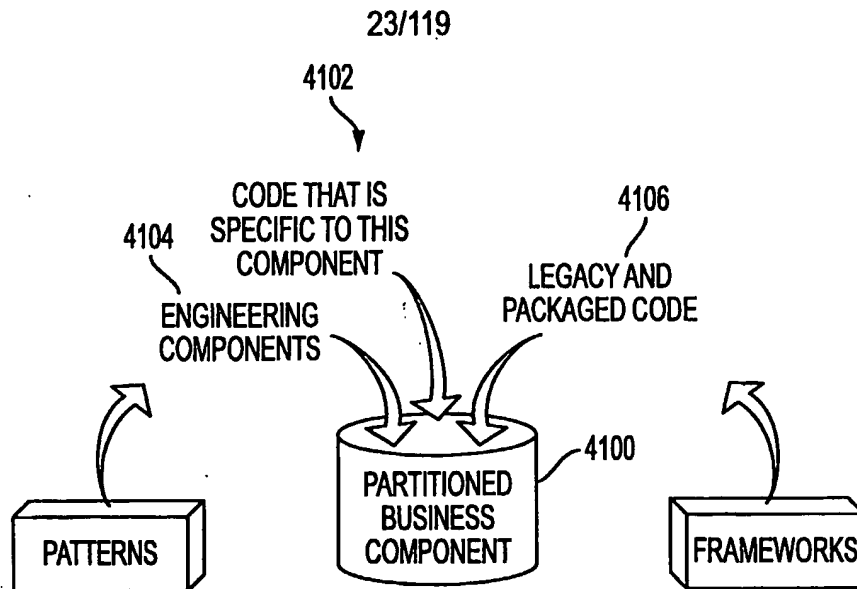 23/119
4102
CODE THAT IS
SPECIFIC TO THIS
COMPONENT
4104
ENGINEERING
COMPONENTS
4106
LEGACY AND
PACKAGED CODE
4100
PARTITIONED
BUSINESS
COMPONENT
PATTERNS
FRAMEWORKS